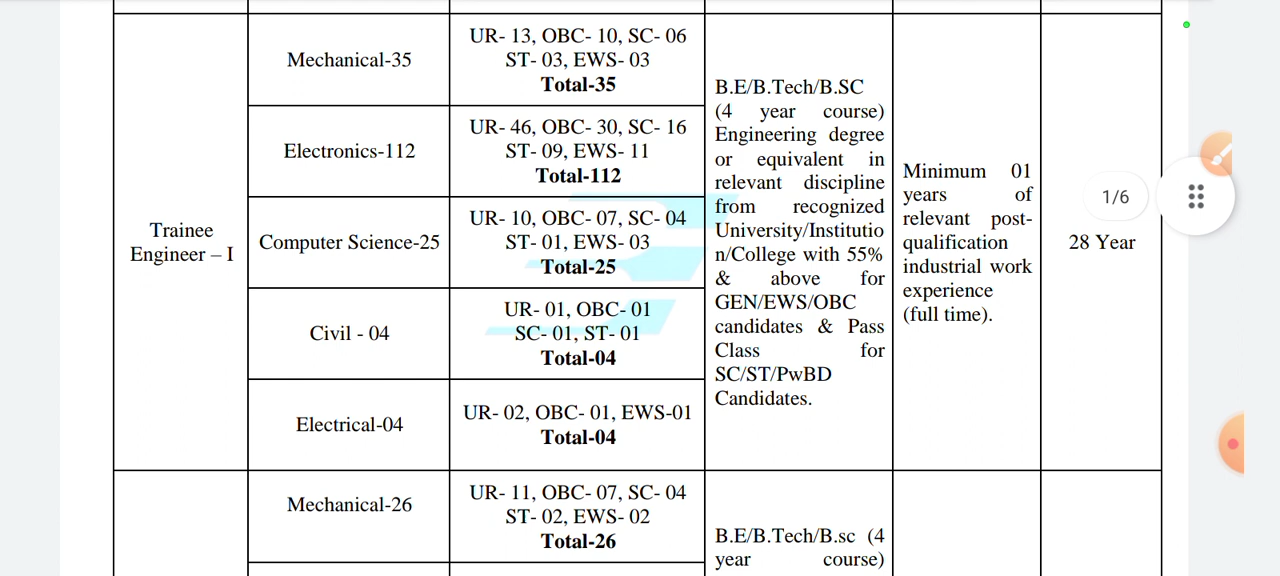 Trainee
Engineer – I
Mechanical-35
UR- 13, OBC- 10, SC- 06
ST- 03, EWS- 03
Total-35
Electronics-112
UR- 46, OBC- 30, SC- 16
ST- 09, EWS- 11
Total-112
Computer Science-25
UR- 10, OBC- 07, SC- 04
ST- 01, EWS- 03
Total-25
Civil - 04
UR- 01, OBC- 01
SC- 01, ST- 01
Total-04
Electrical-04
UR- 02, OBC- 01, EWS-01
Total-04
B.E/B.Tech/B.SC
(4 year course)
Engineering degree
or equivalent in
relevant discipline
from recognized
University/Institutio
n/College with 55%
& above for
GEN/EWS/OBC
candidates & Pass
Class for
SC/ST/PwBD
Candidates.
Minimum 01
years of
relevant post-
qualification
industrial work
experience
(full time).
28 Year
1/6
Mechanical-26
UR- 11, OBC- 07, SC- 04
ST- 02, EWS- 02
Total-26
B.E/B.Tech/B.sc (4
year course)